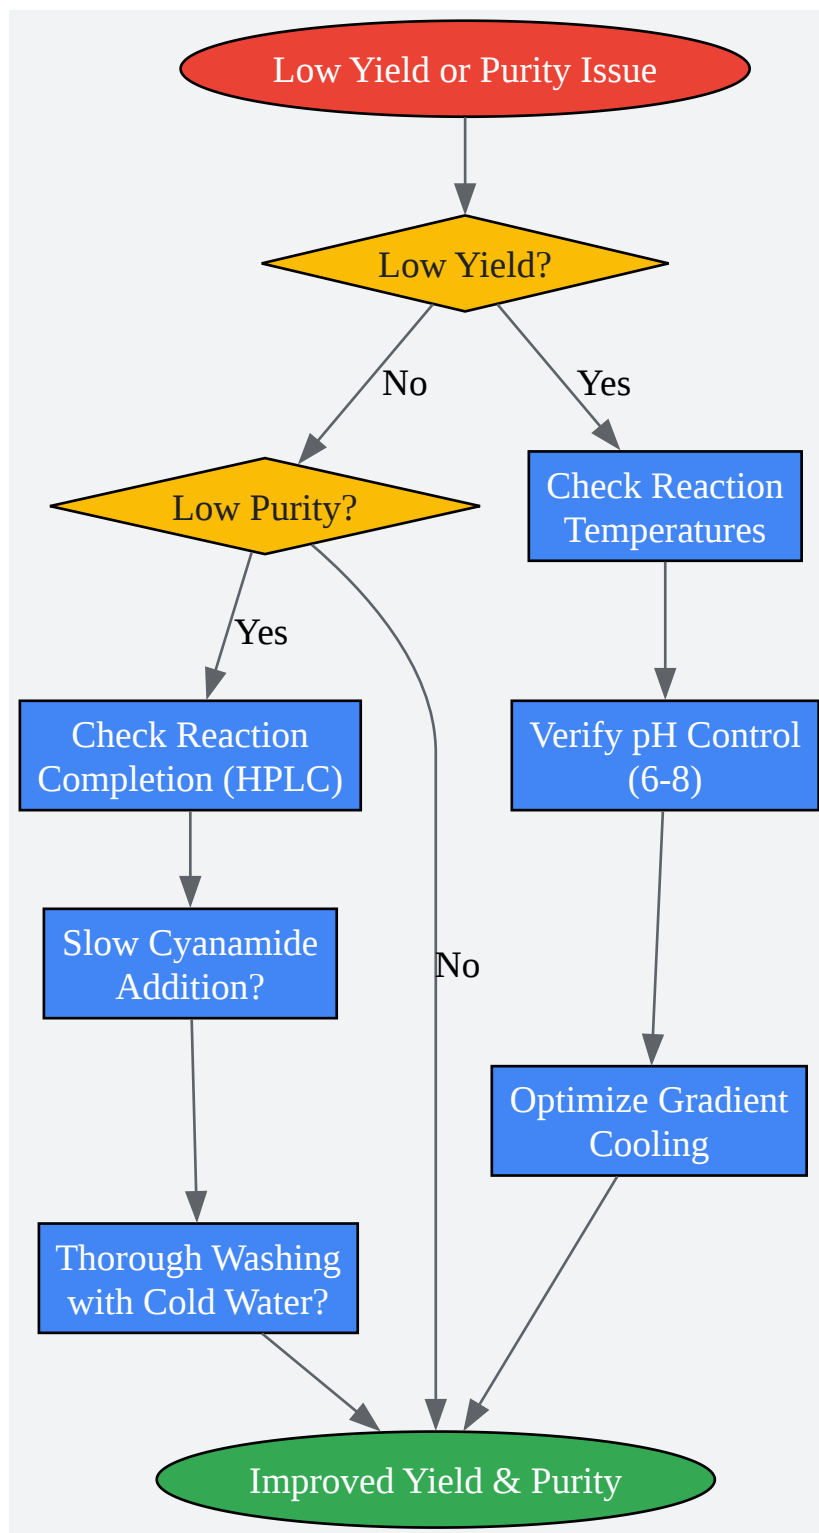 Low Yield or Purity Issue
Low Yield?
No
Yes
Low Purity?
Check Reaction
Temperatures
Yes
Check Reaction
Completion (HPLC)
Verify pH Control
(6-8)
Slow Cyanamide
Addition?
No
Optimize Gradient
Cooling
Thorough Washing
with Cold Water?
Improved Yield & Purity